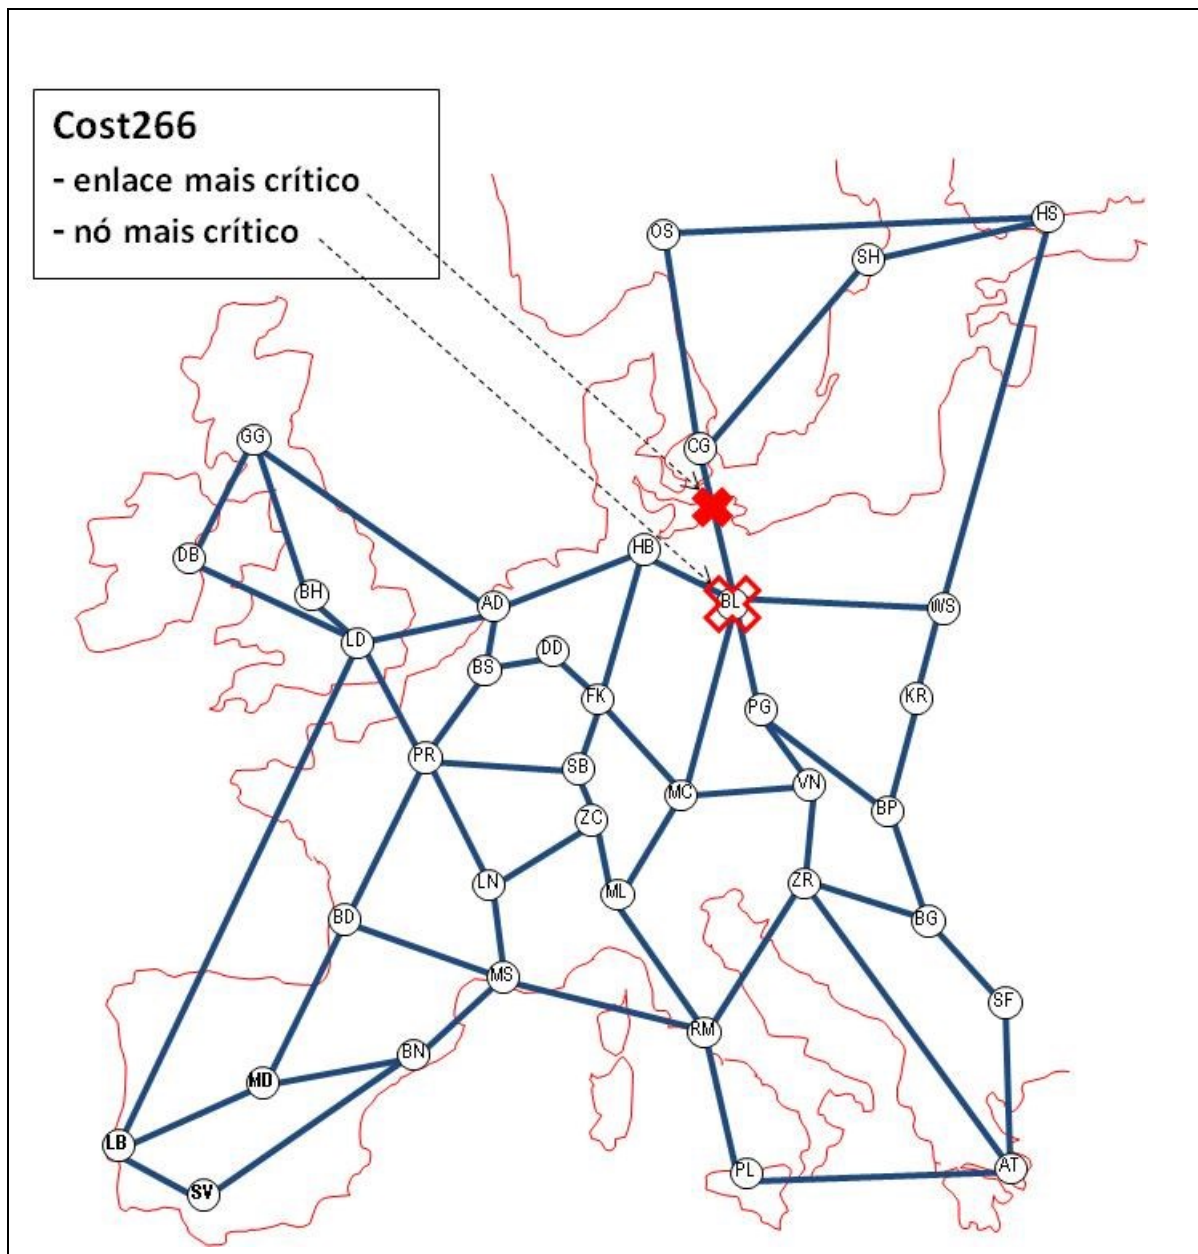 Cost266
- enlace mais crítico
- nó mais crítico
OS
HS
SH
GG
CG
DB
HB
BH
AD
BL
WS
LD
BS
DD
FK
KR
PG
PR
SB
MC
VN
BP
ZC
LN
ML
ZR
BD
BG
MS
SF
RM
BN
MD
LB
SV
PL
AT